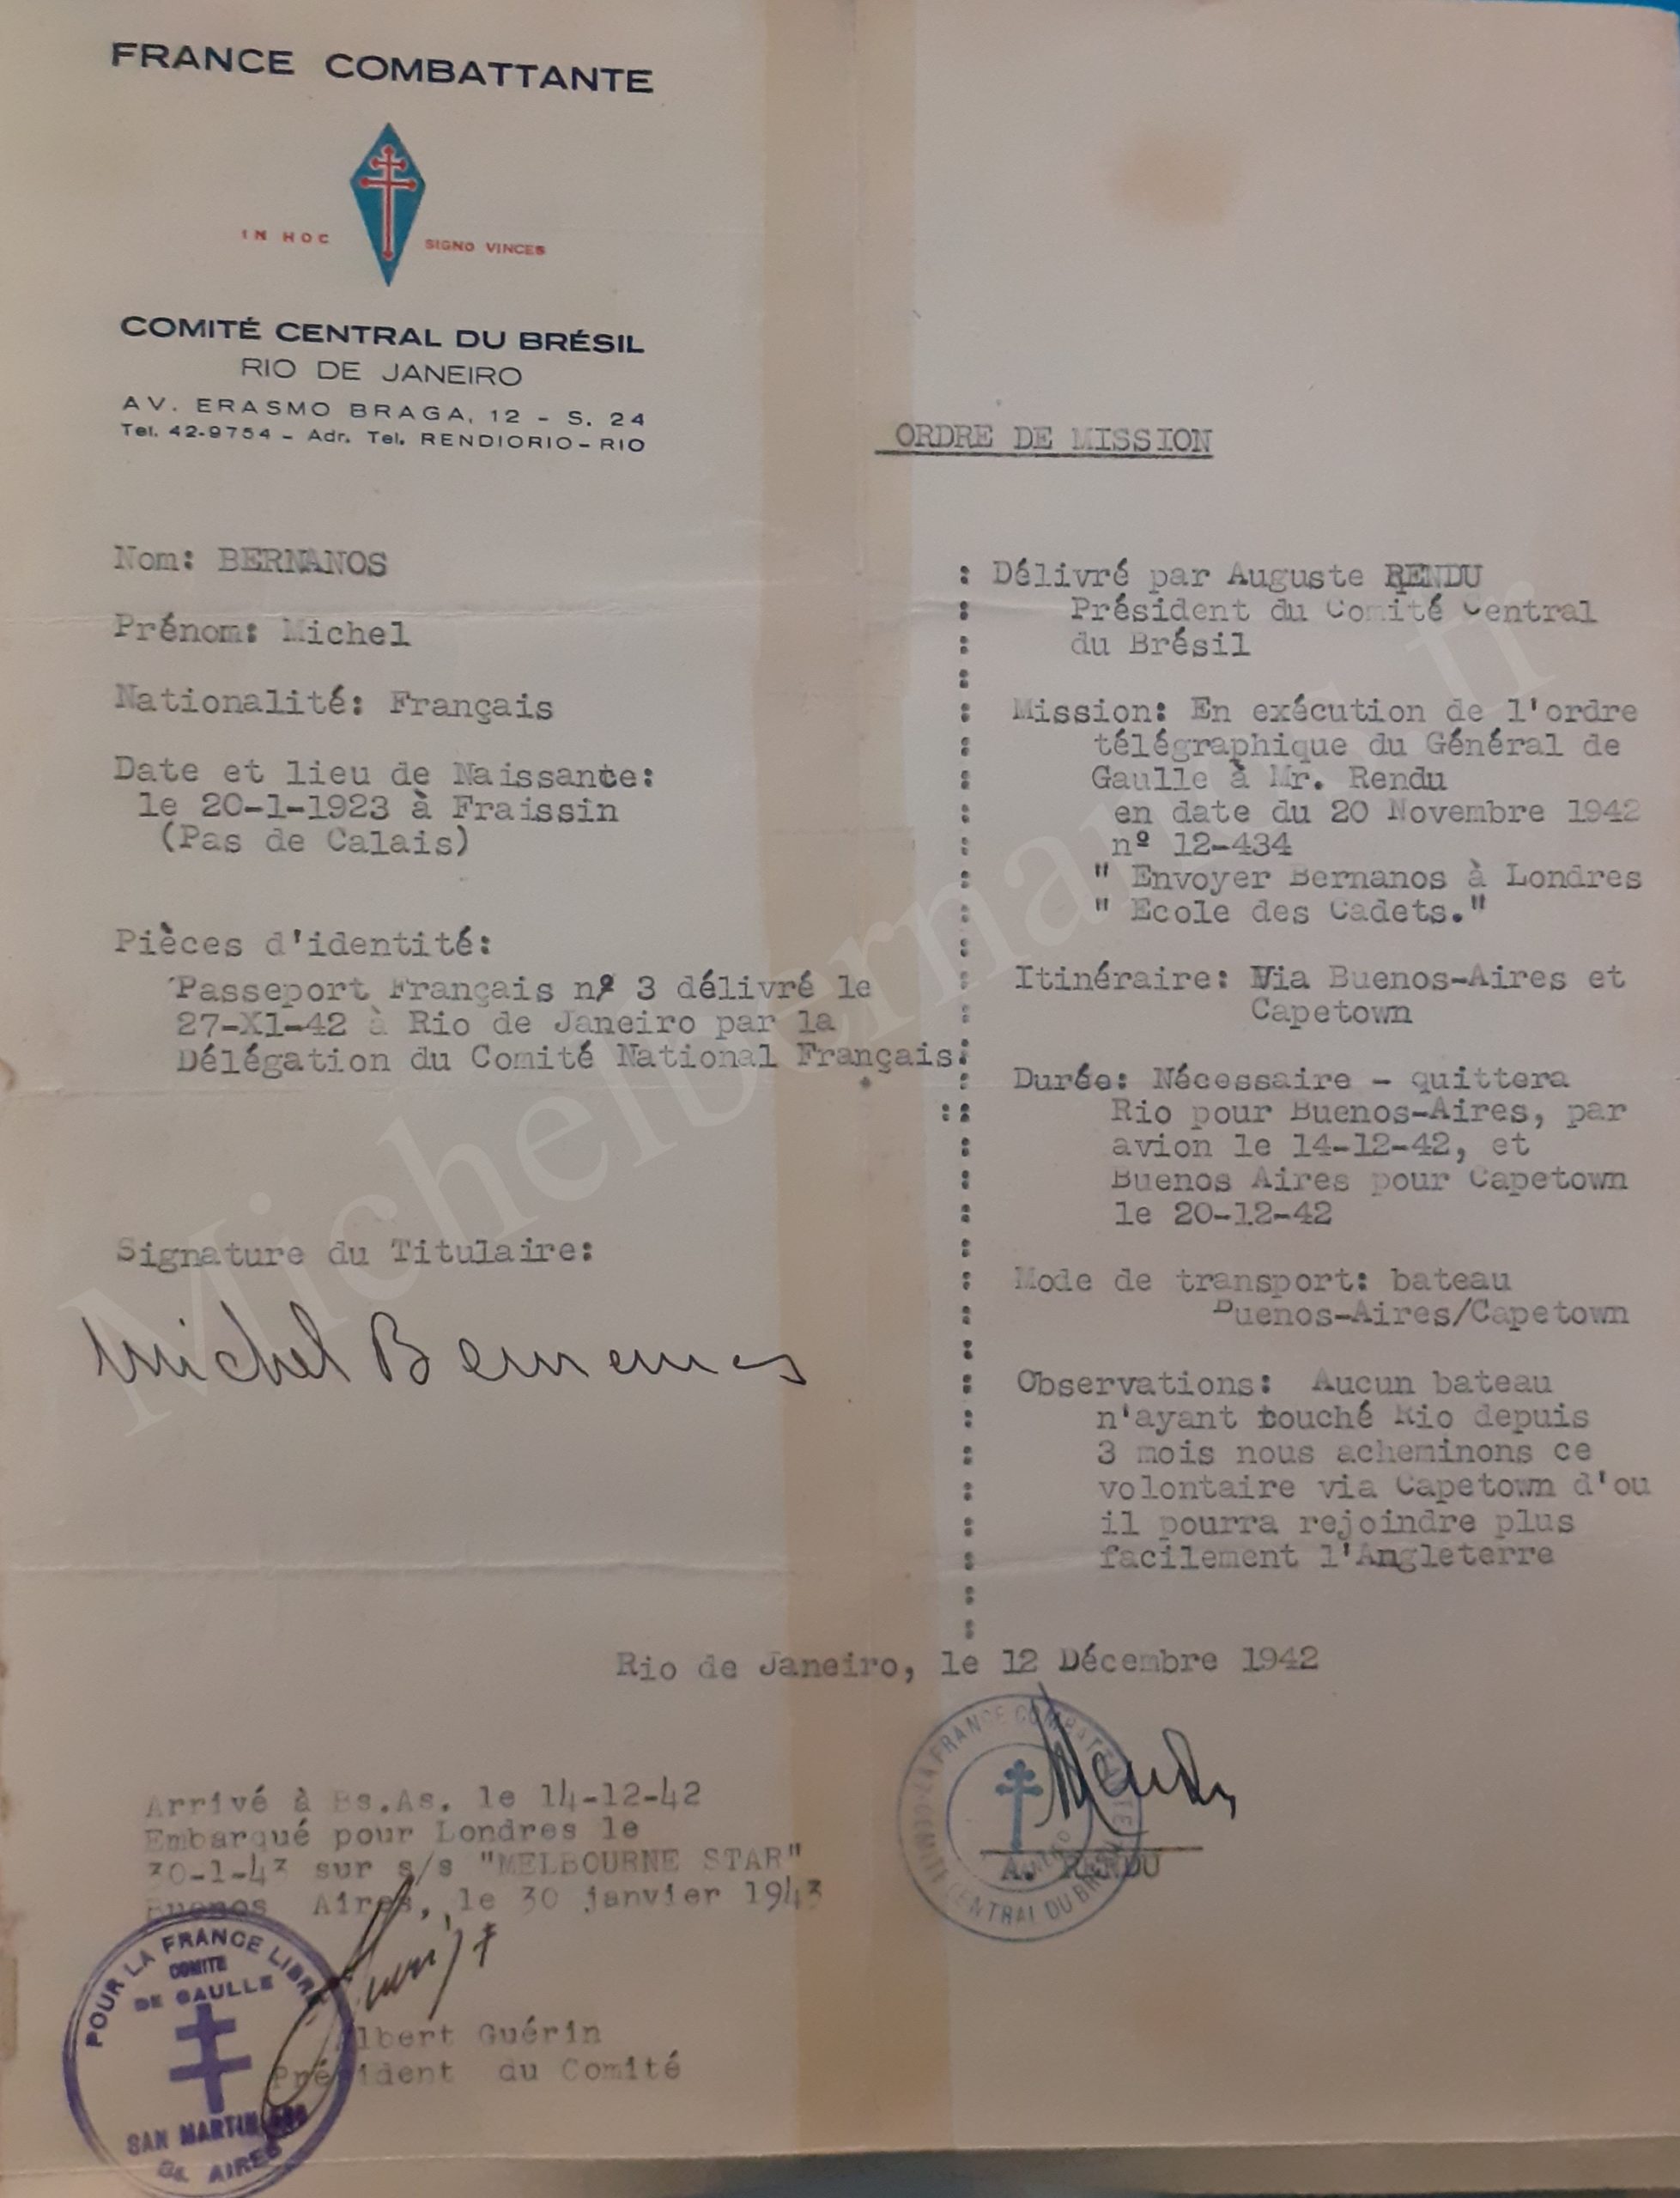 FRANCE COMBATTANTE
IN HOC SIGNO VINCES
COMITÉ CENTRAL DU BRÉSIL
RIO DE JANEIRO
AV. ERASMO BRAGA, 12 - S. 24
Tel. 42-9754 - Adr. Tel. RENDIORIO - RIO
ORDRE DE MISSION
Nom: BERNANOS
Prénom: Michel
Nationalité: Français
Date et lieu de Naissante:
le 20-1-1923 à Fraissin
(Pas de Calais)
Pièces d'identité:
Passeport Français nº 3 délivré le
27-X1-42 à Rio de Janeiro par la
Délégation du Comité National Français.
Signature du Titulaire:
Michel Bernanos
Délivré par Auguste RENDU
Président du Comité Central
du Brésil
Mission: En exécution de l'ordre
télégraphique du Général de
Gaulle à Mr. Rendu
en date du 20 Novembre 1942
nº 12-434
" Envoyer Bernanos à Londres
" Ecole des Cadets."
Itinéraire: Via Buenos-Aires et
Capetown
Durée: Nécessaire - quittera
Rio pour Buenos-Aires, par
avion le 14-12-42, et
Buenos Aires pour Capetown
le 20-12-42
Mode de transport: bateau
Buenos-Aires/Capetown
Observations: Aucun bateau
n'ayant touché Rio depuis
3 mois nous acheminons ce
volontaire via Capetown d'ou
il pourra rejoindre plus
facilement l'Angleterre
Rio de Janeiro, le 12 Décembre 1942
LA FRANCE COMBATTANTE
COMITÉ CENTRAL DU BRÉSIL
A. RENDU
Arrivé à Bs.As. le 14-12-42
Embarqué pour Londres le
30-1-43 sur s/s "MELBOURNE STAR"
Buenos Aires, le 30 janvier 1943
Albert Guérin
Président du Comité
POUR LA FRANCE LIBRE
COMITE
DE GAULLE
SAN MARTIN
Bs. AIRES
Michelbernanos.fr